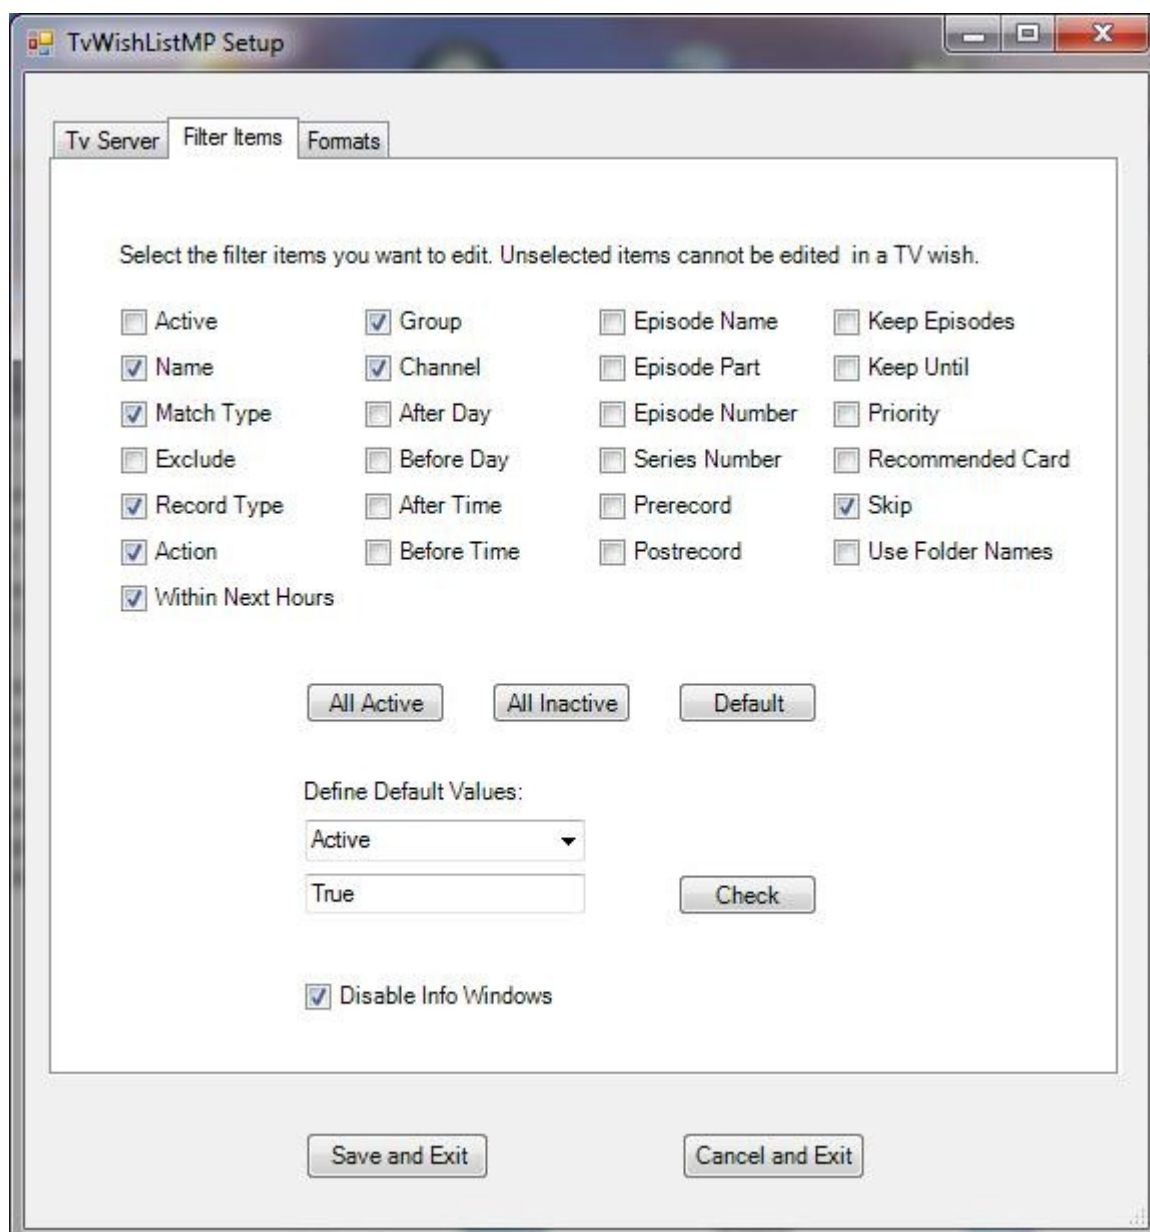 TvWishListMP Setup
Tv Server Filter Items Formats
Select the filter items you want to edit. Unselected items cannot be edited in a TV wish.
Active Group Episode Name Keep Episodes
Name Channel Episode Part Keep Until
Match Type After Day Episode Number Priority
Exclude Before Day Series Number Recommended Card
Record Type After Time Prerecord Skip
Action Before Time Postrecord Use Folder Names
Within Next Hours
All Active All Inactive Default
Define Default Values:
Active
True Check
Disable Info Windows
Save and Exit Cancel and Exit